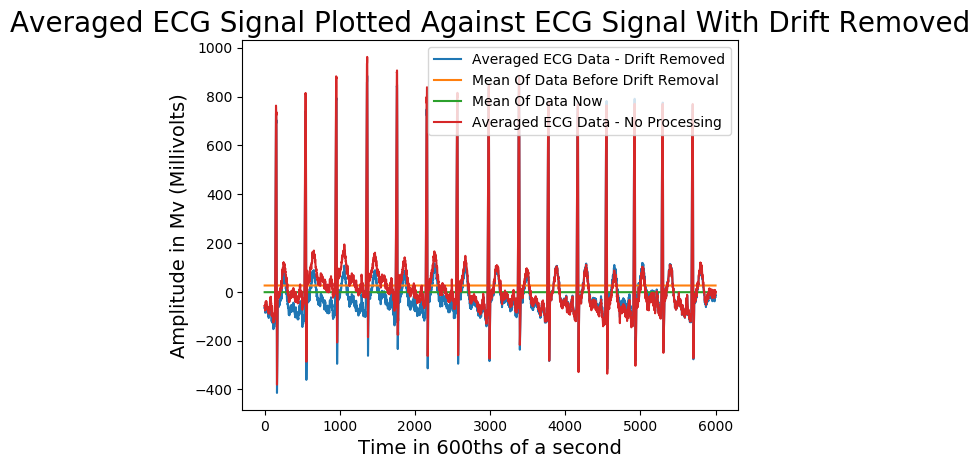 Averaged ECG Signal Plotted Against ECG Signal With Drift Removed
1000
800
600
400
200
0
−200
−400
Amplitude in Mv (Millivolts)
Averaged ECG Data - Drift Removed
Mean Of Data Before Drift Removal
Mean Of Data Now
Averaged ECG Data - No Processing
0 1000 2000 3000 4000 5000 6000
Time in 600ths of a second